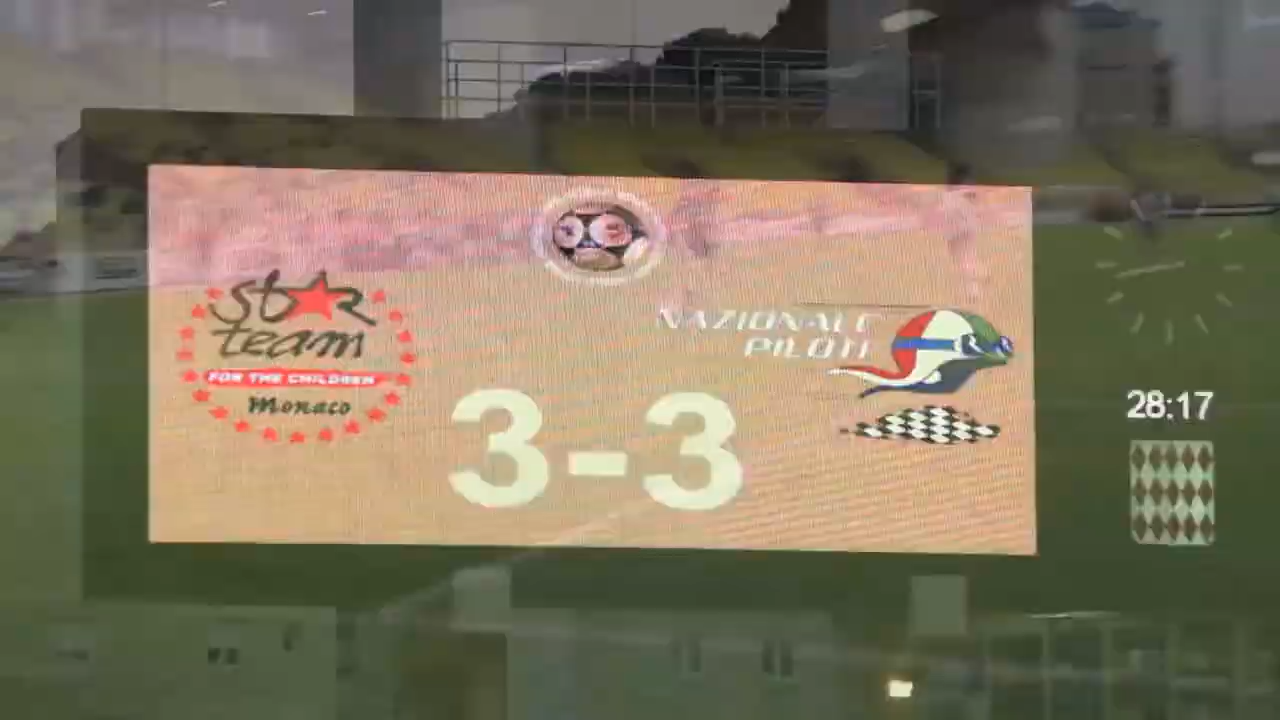 star
team
FOR THE CHILDREN
Monaco
NAZIONALE
PILOTI
3-3
28:17